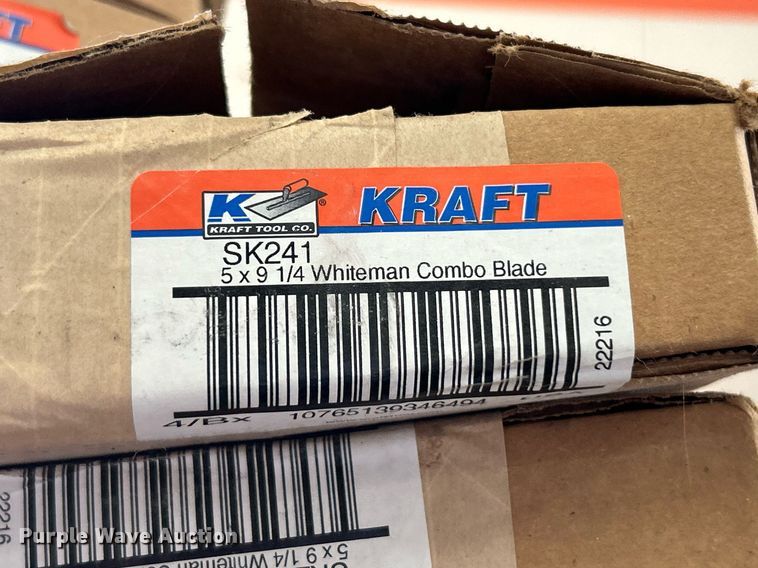 KRAFT
K ®
KRAFT TOOL CO.
KRAFT
SK241
5 x 9 1/4 Whiteman Combo Blade
22216
4/Bx 10765139346494
22216
5 x 9 1/4 Whiteman
Purple Wave Auction